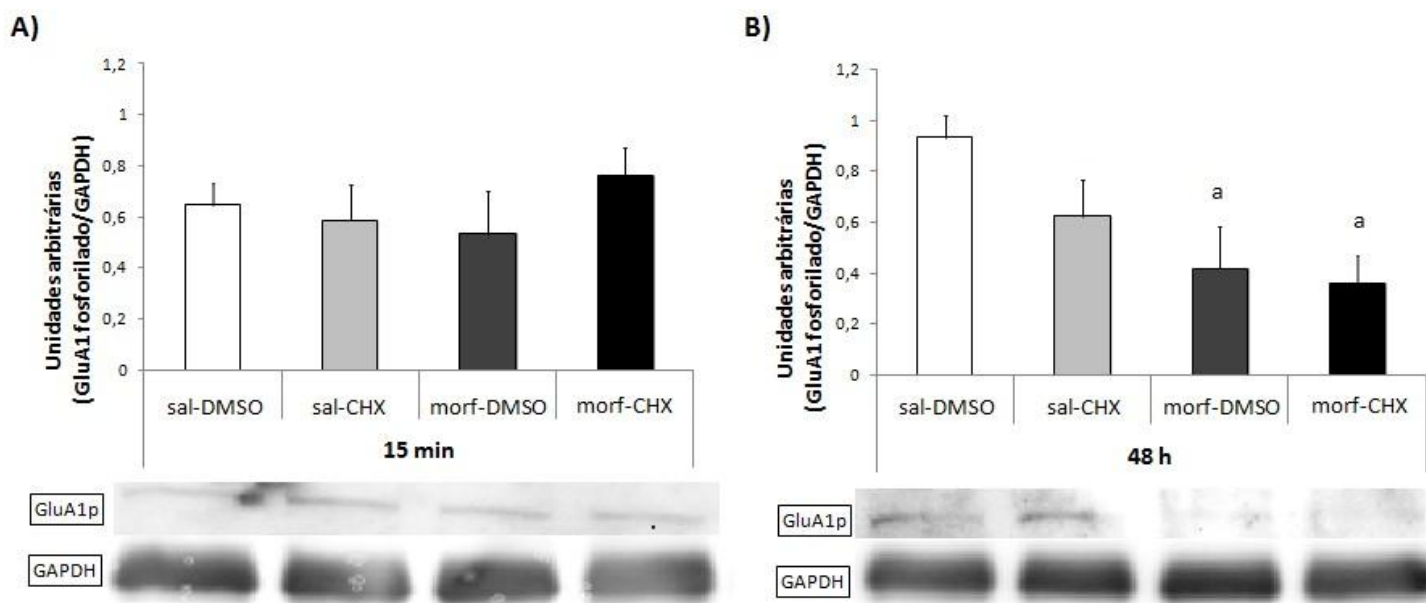 A)
Unidades arbitrárias
(GluA1 fosforilado/GAPDH)
1,2
1
0,8
0,6
0,4
0,2
0
sal-DMSO
sal-CHX
morf-DMSO
morf-CHX
15 min
GluA1p
GAPDH
B)
Unidades arbitrárias
(GluA1 fosforilado/GAPDH)
1,2
1
0,8
0,6
0,4
0,2
0
a
a
sal-DMSO
sal-CHX
morf-DMSO
morf-CHX
48 h
GluA1p
GAPDH